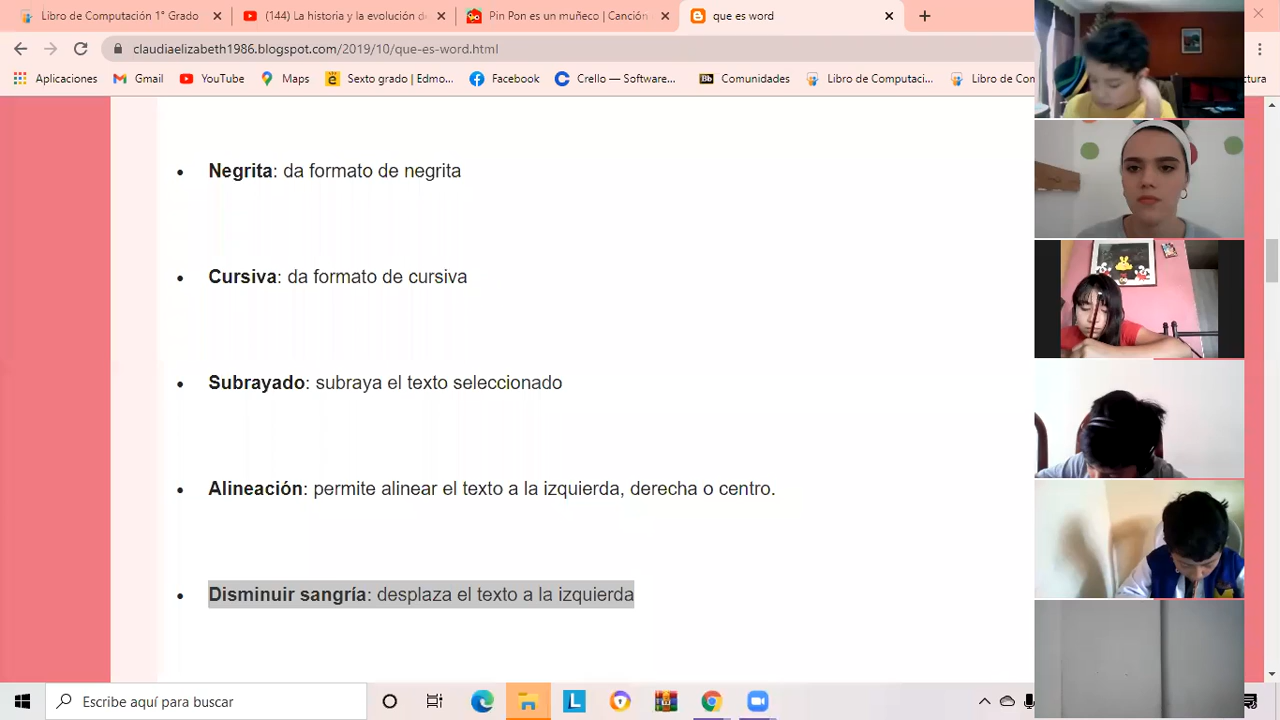 Libro de Computación 1° Grado
(144) La historia y la evolución d
Pin Pon es un muñeco | Canción
que es word
claudiaelizabeth1986.blogspot.com/2019/10/que-es-word.html
Aplicaciones
Gmail
YouTube
Maps
Sexto grado | Edmo...
Facebook
Crello — Software...
Comunidades
Libro de Computaci...
Libro de Con
tura
• Negrita: da formato de negrita
• Cursiva: da formato de cursiva
• Subrayado: subraya el texto seleccionado
• Alineación: permite alinear el texto a la izquierda, derecha o centro.
• Disminuir sangría: desplaza el texto a la izquierda
Escribe aquí para buscar